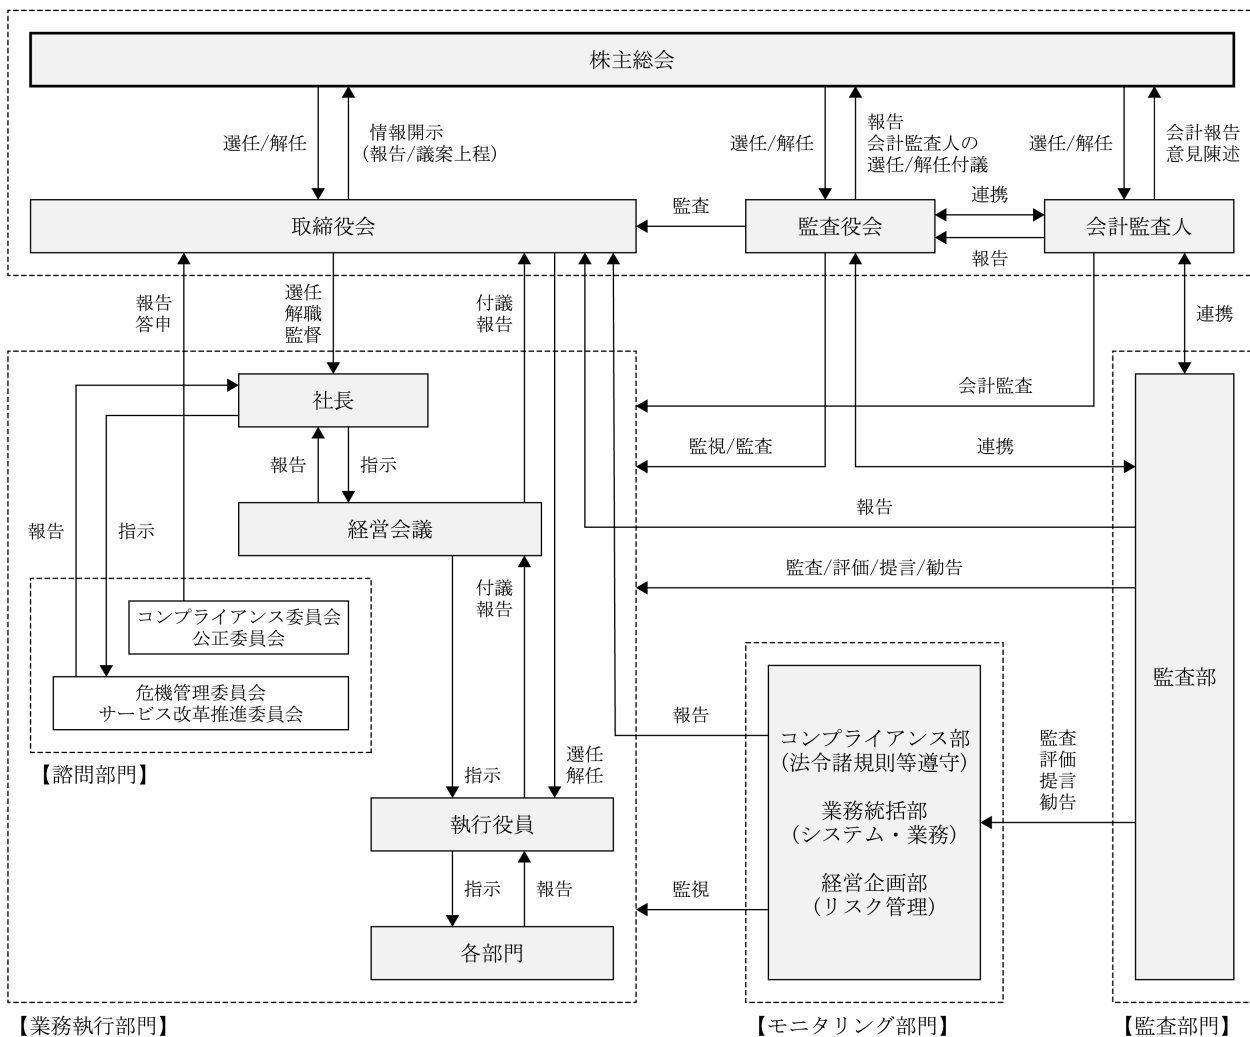 株主総会
選任/解任
情報開示
(報告/議案上程)
選任/解任
報告
会計監査人の
選任/解任付議
選任/解任
会計報告
意見陳述
取締役会
監査
監査役会
連携
報告
会計監査人
報告
答申
選任
解職
監督
付議
報告
連携
社長
会計監査
報告
指示
監視/監査
連携
報告
指示
経営会議
報告
付議
報告
監査/評価/提言/勧告
コンプライアンス委員会
公正委員会
危機管理委員会
サービス改革推進委員会
【諮問部門】
指示
選任
解任
報告
コンプライアンス部
(法令諸規則等遵守)
業務統括部
(システム・業務)
経営企画部
(リスク管理)
監査
評価
提言
勧告
監査部
執行役員
指示
報告
監視
各部門
【業務執行部門】
【モニタリング部門】
【監査部門】